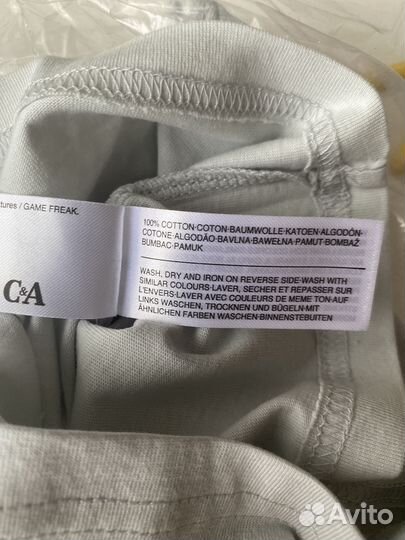 tures / GAME FREAK.
C&A
100% COTTON-COTON-BAUMWOLLE-KATOEN-ALGODÓN-
COTONE-ALGODÃO-BAVLNA-BAWEŁNA-PAMUT-BOMBAŽ
BUMBAC-PAMUK
WASH, DRY AND IRON ON REVERSE SIDE-WASH WITH
SIMILAR COLOURS-LAVER, SECHER ET REPASSER SUR
L'ENVERS-LAVER AVEC COULEURS DE MEME TON-AUF
LINKS WASCHEN, TROCKNEN UND BÜGELN-MIT
ÄHNLICHEN FARBEN WASCHEN-BINNENSTEBUITEN
Avito